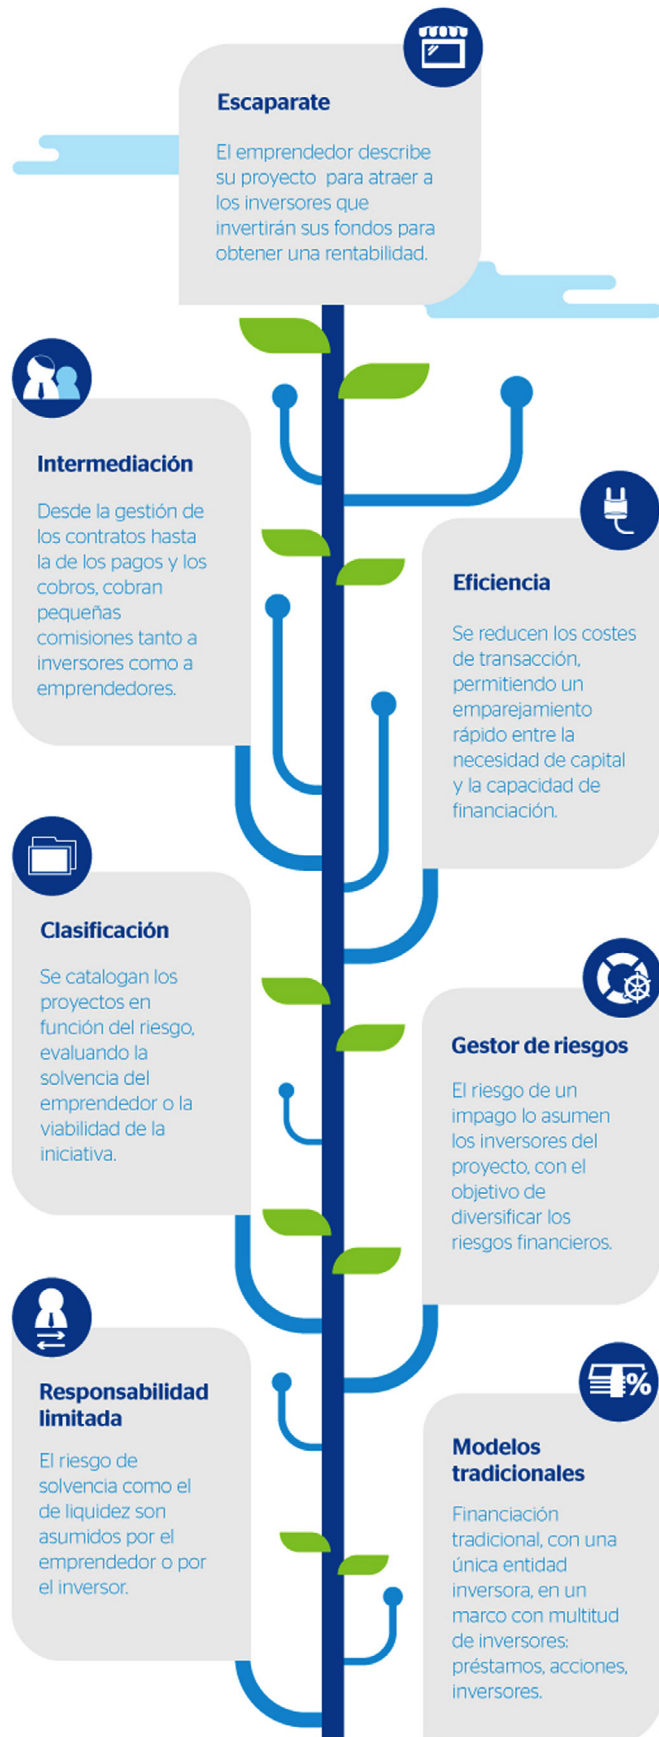 Escaparate
El emprendedor describe
su proyecto para atraer a
los inversores que
invertirán sus fondos para
obtener una rentabilidad.
Intermediación
Desde la gestión de
los contratos hasta
la de los pagos y los
cobros, cobran
pequeñas
comisiones tanto a
inversores como a
emprendedores.
Eficiencia
Se reducen los costes
de transacción,
permitiendo un
emparejamiento
rápido entre la
necesidad de capital
y la capacidad de
financiación.
Clasificación
Se catalogan los
proyectos en
función del riesgo,
evaluando la
solvencia del
emprendedor o la
viabilidad de la
iniciativa.
Gestor de riesgos
El riesgo de un
impago lo asumen
los inversores del
proyecto, con el
objetivo de
diversificar los
riesgos financieros.
Responsabilidad
limitada
El riesgo de
solvencia como el
de liquidez son
asumidos por el
emprendedor o por
el inversor.
%
Modelos
tradicionales
Financiación
tradicional, con una
única entidad
inversora, en un
marco con multitud
de inversores:
préstamos, acciones,
inversores.